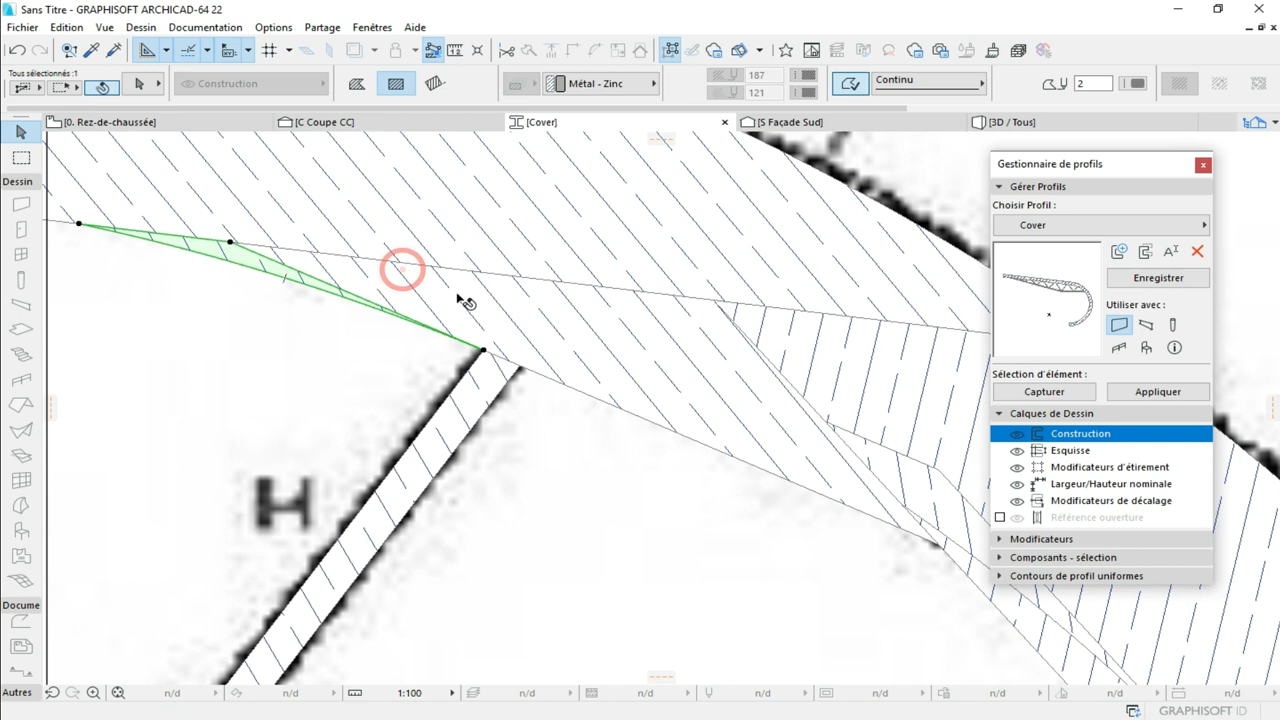 Sans Titre - GRAPHISOFT ARCHICAD-64 22
Fichier Edition Vue Dessin Documentation Options Partage Fenêtres Aide
Tous sélectionnés :1
Construction
Métal - Zinc
187
121
Continu
2
[0. Rez-de-chaussée]
[C Coupe CC]
[Cover]
[S Façade Sud]
[3D / Tous]
Dessin
Docume
Autres
H
Gestionnaire de profils
Gérer Profils
Choisir Profil :
Cover
Enregistrer
Utiliser avec :
Sélection d'élément :
Capturer Appliquer
Calques de Dessin
Construction
Esquisse
Modificateurs d'étirement
Largeur/Hauteur nominale
Modificateurs de décalage
Référence ouverture
Modificateurs
Composants - sélection
Contours de profil uniformes
n/d n/d 1:100 n/d n/d n/d n/d n/d n/d n/d
GRAPHISOFT ID